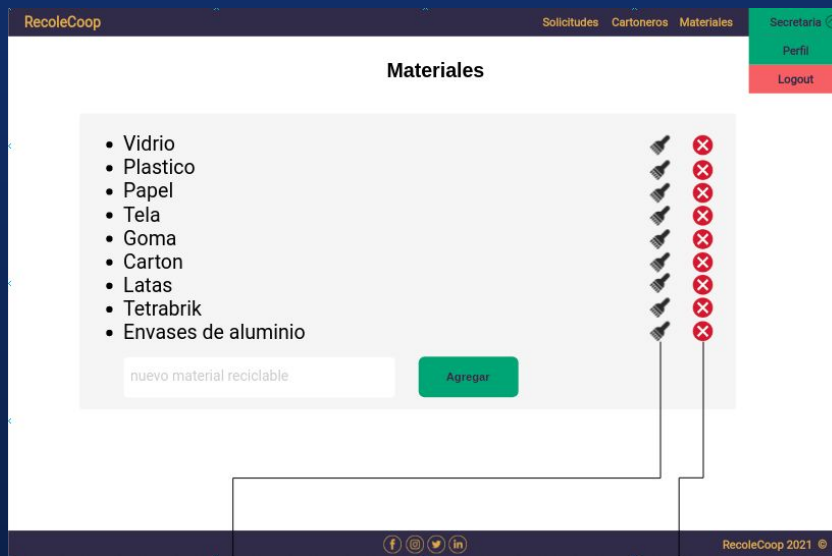 RecoleCoop Solicitudes Cartoneros Materiales Secretaria
Perfil
Logout
Materiales
Vidrio
Plastico
Papel
Tela
Goma
Carton
Latas
Tetrabrik
Envases de aluminio
nuevo material reciclable Agregar
RecoleCoop 2021 ©